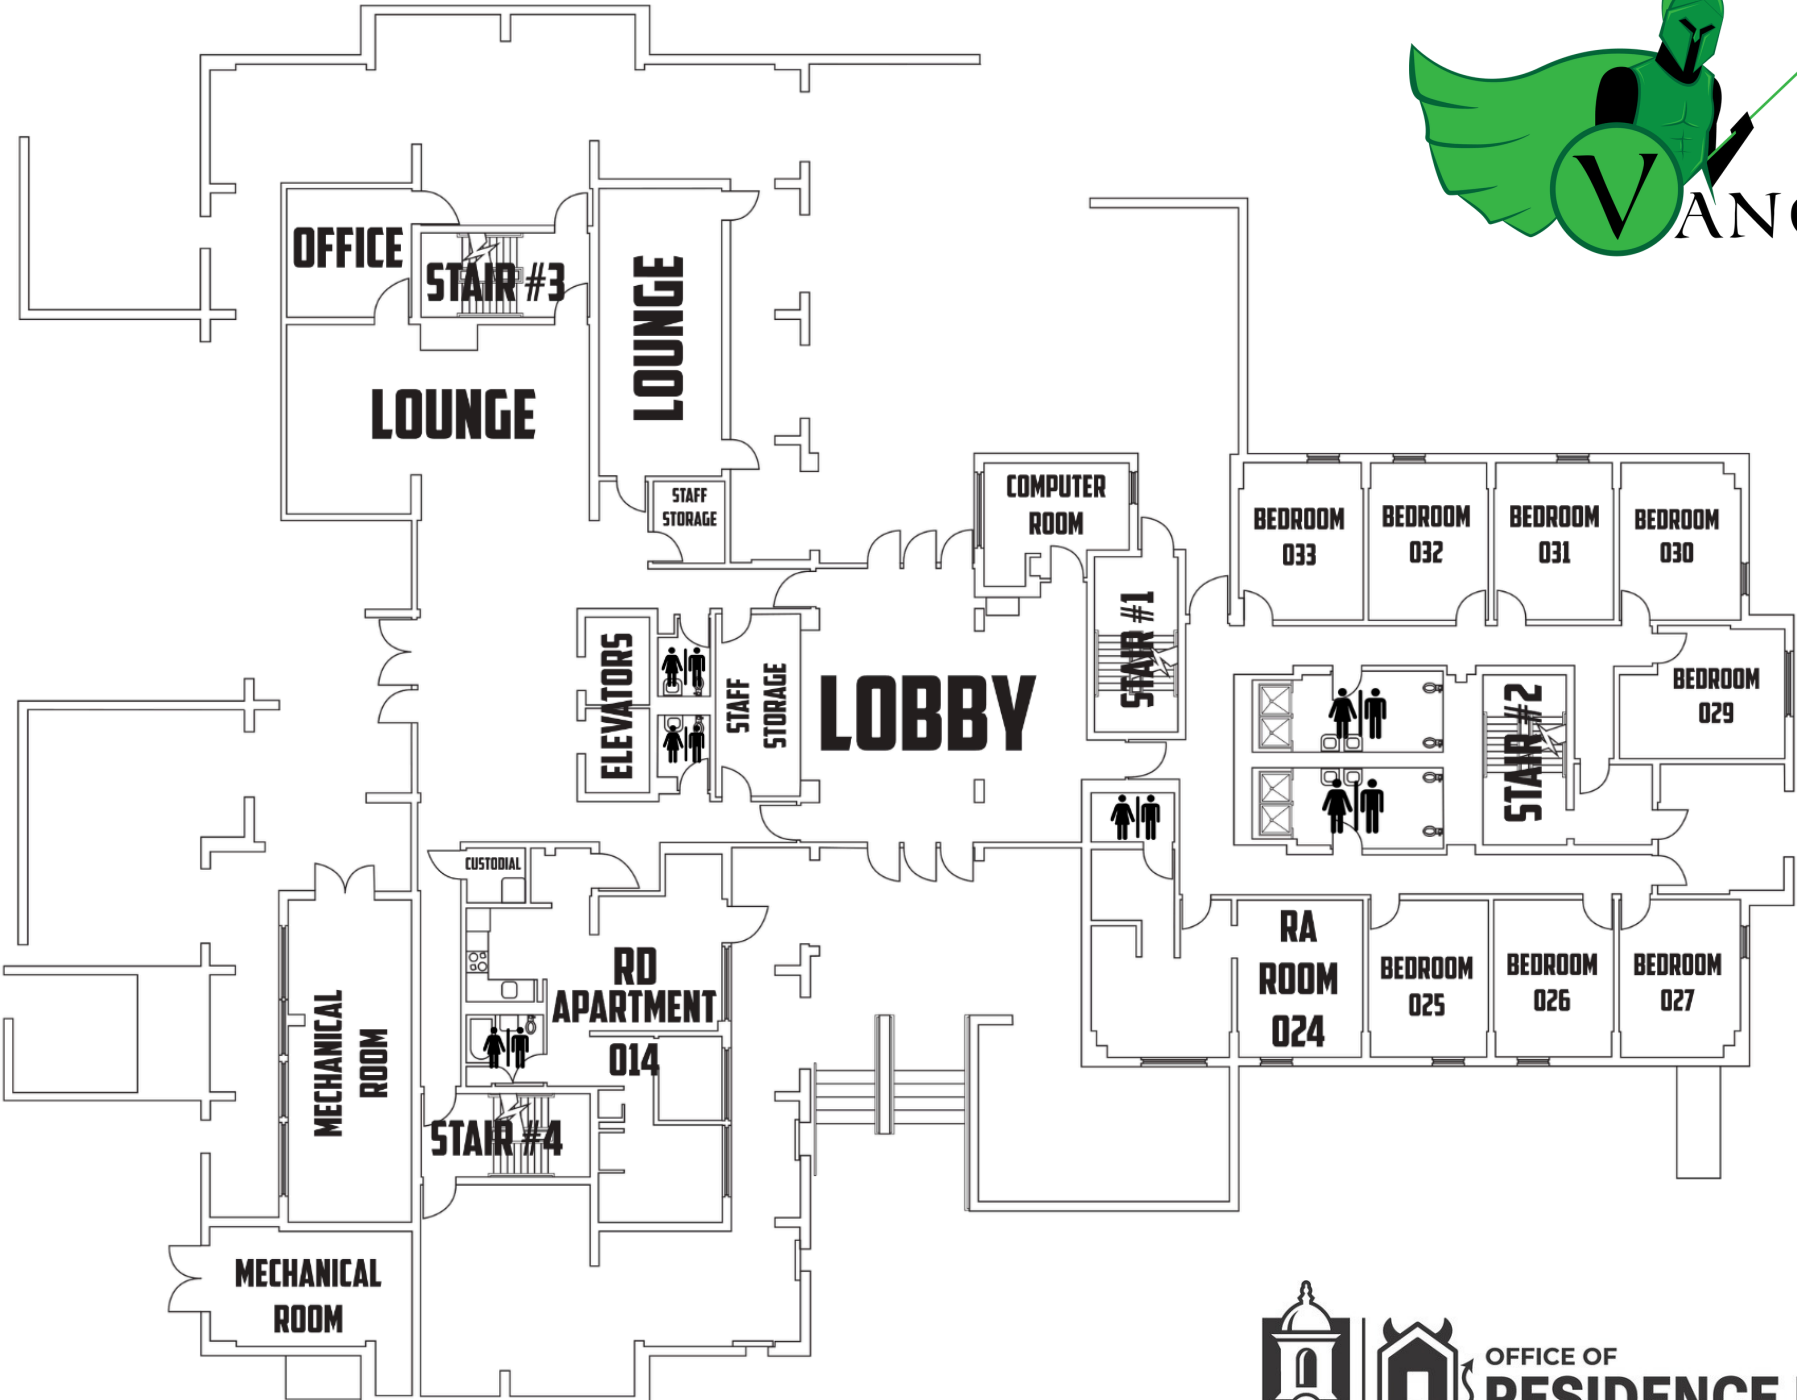 VANG
OFFICE
STAIR #3
LOUNGE
LOUNGE
STAFF
STORAGE
COMPUTER
ROOM
BEDROOM
033
BEDROOM
032
BEDROOM
031
BEDROOM
030
STAIR #1
ELEVATORS
STAFF
STORAGE
LOBBY
BEDROOM
029
STAIR #2
CUSTODIAL
RD
APARTMENT
014
RA
ROOM
024
BEDROOM
025
BEDROOM
026
BEDROOM
027
MECHANICAL
ROOM
STAIR #4
MECHANICAL
ROOM
OFFICE OF
RESIDENCE